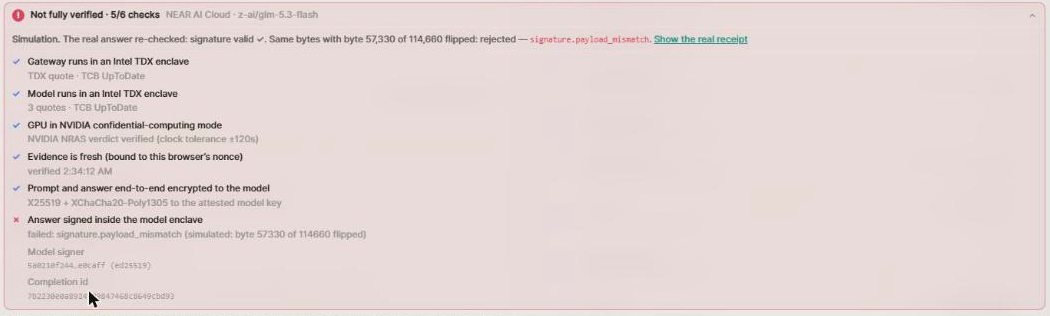 Not fully verified · 5/6 checks NEAR AI Cloud · z-ai/glm-5.3-flash
Simulation. The real answer re-checked: signature valid ✓. Same bytes with byte 57,330 of 114,660 flipped: rejected — signature.payload_mismatch. Show the real receipt
Gateway runs in an Intel TDX enclave
TDX quote · TCB UpToDate
Model runs in an Intel TDX enclave
3 quotes · TCB UpToDate
GPU in NVIDIA confidential-computing mode
NVIDIA NRAS verdict verified (clock tolerance ±120s)
Evidence is fresh (bound to this browser's nonce)
verified 2:34:12 AM
Prompt and answer end-to-end encrypted to the model
X25519 + XChaCha20-Poly1305 to the attested model key
Answer signed inside the model enclave
failed: signature.payload_mismatch (simulated: byte 57330 of 114660 flipped)
Model signer
5a0210f244…e0caff (ed25519)
Completion id